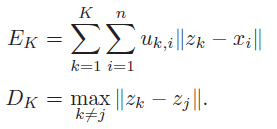 E_K = \sum_{k=1}^{K} \sum_{i=1}^{n} u_{k,i} \| z_k - x_i \|
D_K = \max_{k \neq j} \| z_k - z_j \|.